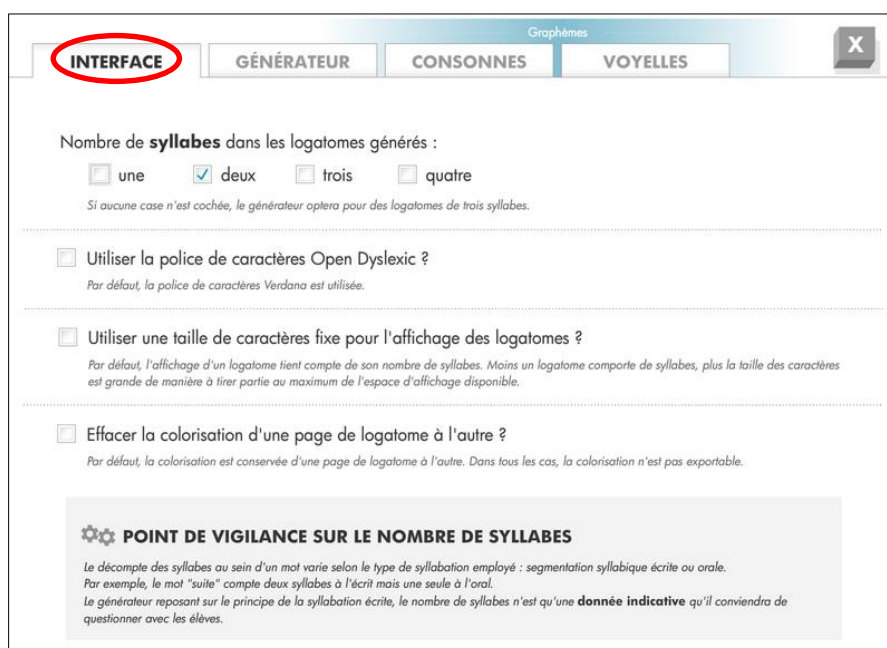 Graphèmes
INTERFACE GÉNÉRATEUR CONSONNES VOYELLES X
Nombre de syllabes dans les logatomes générés :
une deux trois quatre
Si aucune case n'est cochée, le générateur optera pour des logatomes de trois syllabes.
Utiliser la police de caractères Open Dyslexic ?
Par défaut, la police de caractères Verdana est utilisée.
Utiliser une taille de caractères fixe pour l'affichage des logatomes ?
Par défaut, l'affichage d'un logatome tient compte de son nombre de syllabes. Moins un logatome comporte de syllabes, plus la taille des caractères
est grande de manière à tirer partie au maximum de l'espace d'affichage disponible.
Effacer la colorisation d'une page de logatome à l'autre ?
Par défaut, la colorisation est conservée d'une page de logatome à l'autre. Dans tous les cas, la colorisation n'est pas exportable.
POINT DE VIGILANCE SUR LE NOMBRE DE SYLLABES
Le décompte des syllabes au sein d'un mot varie selon le type de syllabation employé : segmentation syllabique écrite ou orale.
Par exemple, le mot "suite" compte deux syllabes à l'écrit mais une seule à l'oral.
Le générateur reposant sur le principe de la syllabation écrite, le nombre de syllabes n'est qu'une donnée indicative qu'il conviendra de
questionner avec les élèves.